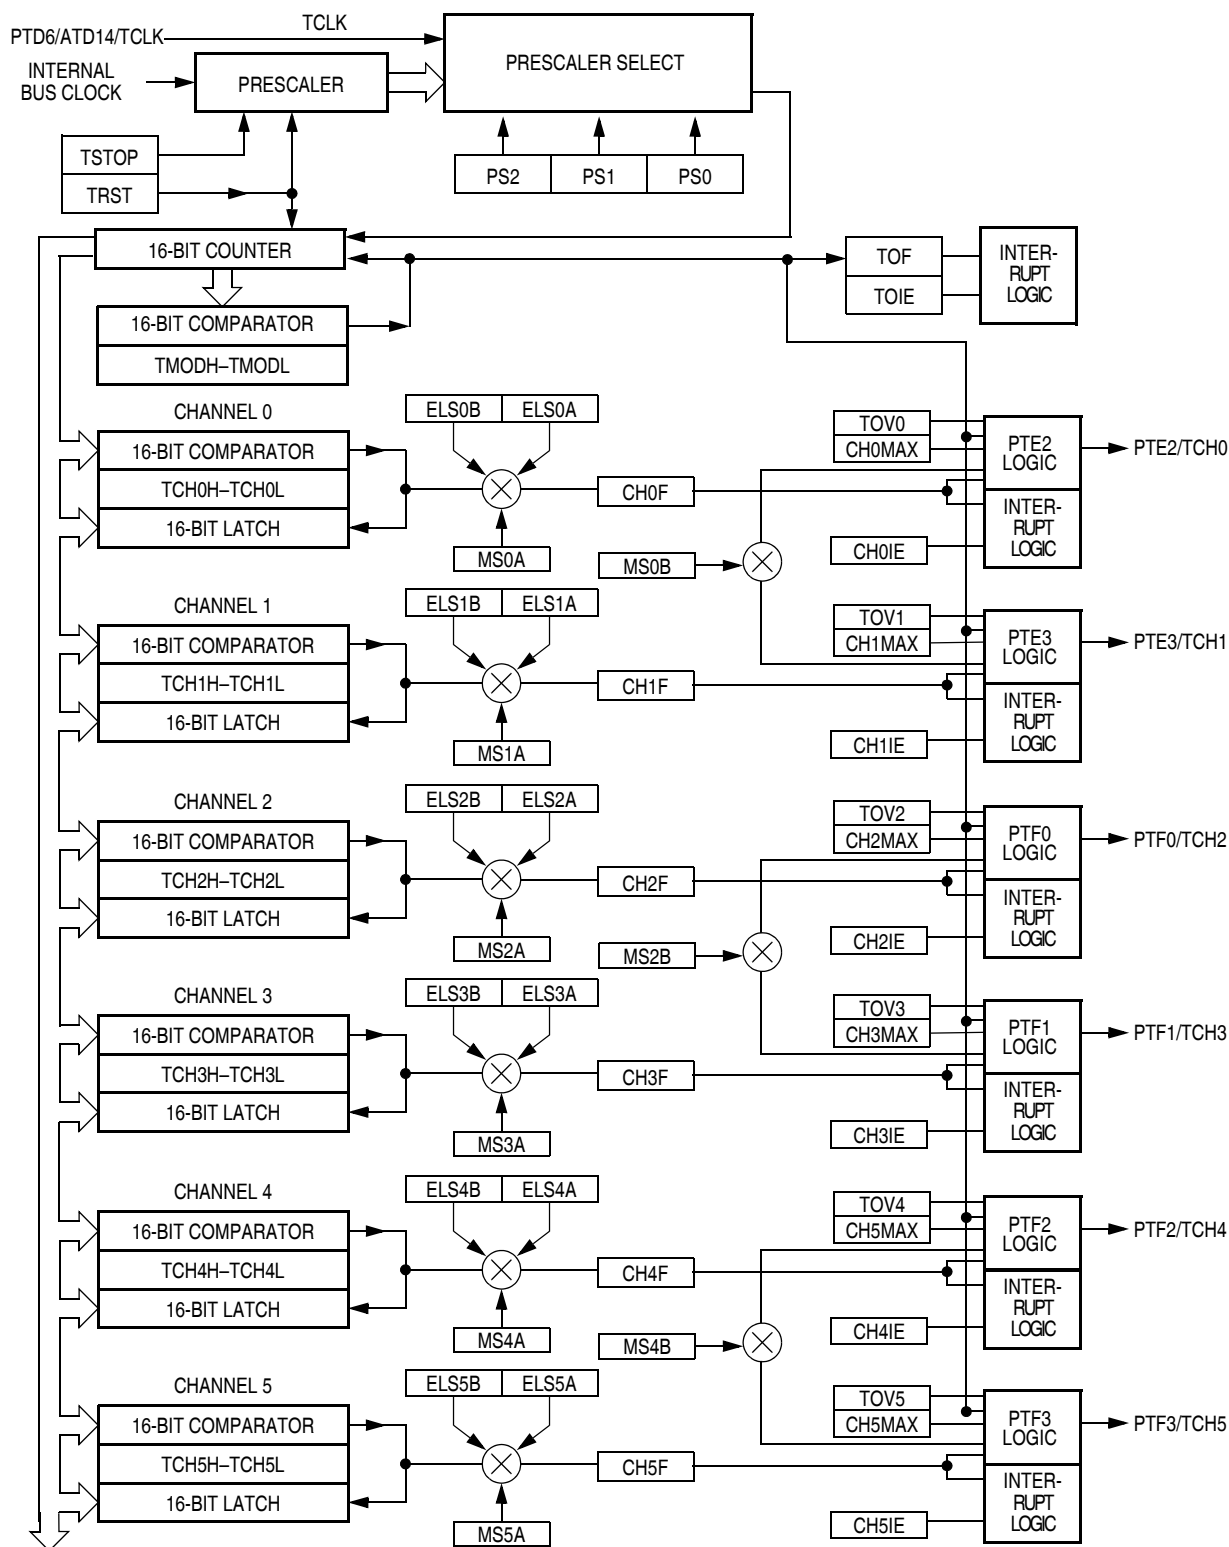 TCLK
PTD6/ATD14/TCLK
PRESCALER SELECT
INTERNAL
BUS CLOCK
PRESCALER
TSTOP
TRST
PS2 PS1 PS0
16-BIT COUNTER
TOF
TOIE
INTER-
RUPT
LOGIC
16-BIT COMPARATOR
TMODH–TMODL
CHANNEL 0
ELS0B ELS0A
16-BIT COMPARATOR
TCH0H–TCH0L
16-BIT LATCH
MS0A
CH0F
MS0B
TOV0
CH0MAX
CH0IE
PTE2
LOGIC
INTER-
RUPT
LOGIC
PTE2/TCH0
CHANNEL 1
ELS1B ELS1A
16-BIT COMPARATOR
TCH1H–TCH1L
16-BIT LATCH
MS1A
CH1F
TOV1
CH1MAX
CH1IE
PTE3
LOGIC
INTER-
RUPT
LOGIC
PTE3/TCH1
CHANNEL 2
ELS2B ELS2A
16-BIT COMPARATOR
TCH2H–TCH2L
16-BIT LATCH
MS2A
CH2F
MS2B
TOV2
CH2MAX
CH2IE
PTF0
LOGIC
INTER-
RUPT
LOGIC
PTF0/TCH2
CHANNEL 3
ELS3B ELS3A
16-BIT COMPARATOR
TCH3H–TCH3L
16-BIT LATCH
MS3A
CH3F
TOV3
CH3MAX
CH3IE
PTF1
LOGIC
INTER-
RUPT
LOGIC
PTF1/TCH3
CHANNEL 4
ELS4B ELS4A
16-BIT COMPARATOR
TCH4H–TCH4L
16-BIT LATCH
MS4A
CH4F
MS4B
TOV4
CH5MAX
CH4IE
PTF2
LOGIC
INTER-
RUPT
LOGIC
PTF2/TCH4
CHANNEL 5
ELS5B ELS5A
16-BIT COMPARATOR
TCH5H–TCH5L
16-BIT LATCH
MS5A
CH5F
TOV5
CH5MAX
CH5IE
PTF3
LOGIC
INTER-
RUPT
LOGIC
PTF3/TCH5